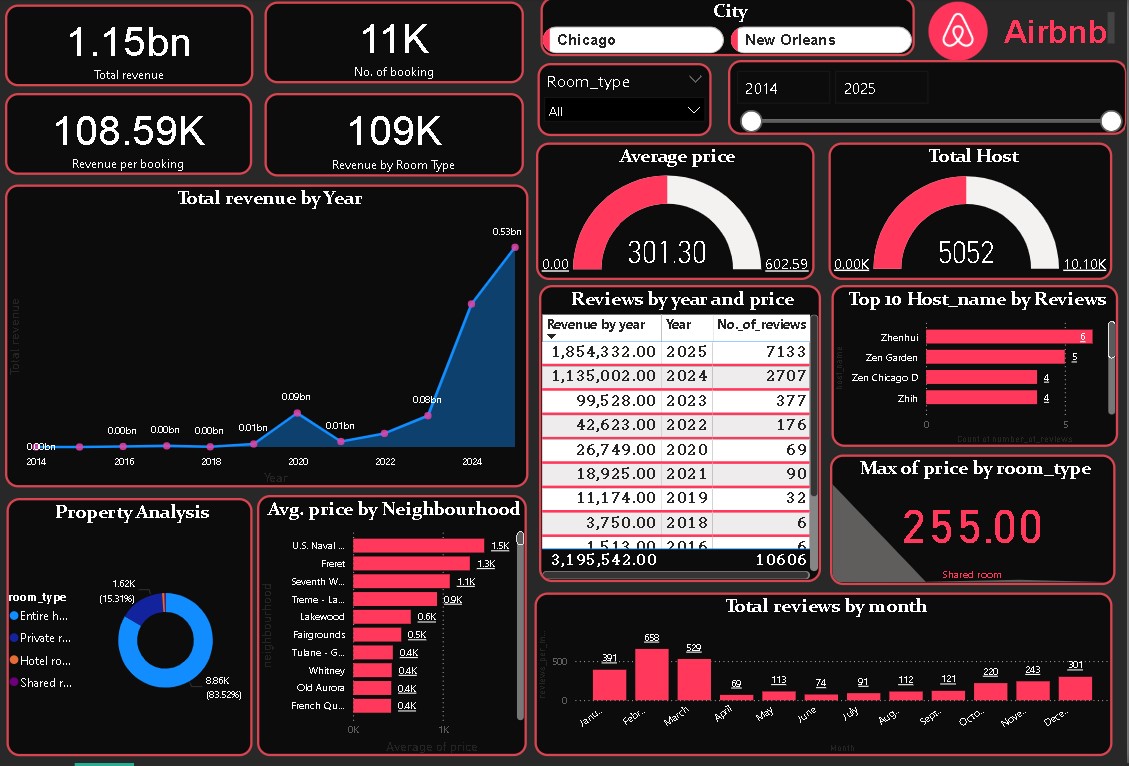 1.15bn
Total revenue
11K
No. of booking
108.59K
Revenue per booking
109K
Revenue by Room Type
City
Chicago
New Orleans
Airbnb
Room_type
All
2014
2025
Total revenue by Year
Total revenue
0.00bn
0.00bn
0.00bn
0.00bn
0.01bn
0.09bn
0.01bn
0.08bn
0.53bn
2014
2016
2018
2020
2022
2024
Year
Average price
301.30
0.00
602.59
Total Host
5052
0.00K
10.10K
Reviews by year and price
Revenue by year Year No._of_reviews
1,854,332.00 2025 7133
1,135,002.00 2024 2707
99,528.00 2023 377
42,623.00 2022 176
26,749.00 2020 69
18,925.00 2021 90
11,174.00 2019 32
3,750.00 2018 6
1,513.00 2016 6
3,195,542.00 10606
Top 10 Host_name by Reviews
host_name
Zhenhui 6
Zen Garden 5
Zen Chicago D 4
Zhih 4
0 5
Count of number_of_reviews
Max of price by room_type
255.00
Shared room
Property Analysis
room_type
Entire h...
Private r...
Hotel ro...
Shared r...
1.62K
(15.31%)
8.86K
(83.52%)
Avg. price by Neighbourhood
neighbourhood
U.S. Naval ... 1.5K
Freret 1.3K
Seventh W... 1.1K
Treme - La... 0.9K
Lakewood 0.6K
Fairgrounds 0.5K
Tulane - G... 0.4K
Whitney 0.4K
Old Aurora 0.4K
French Qu... 0.4K
0K 1K
Average of price
Total reviews by month
reviews_per_m...
500
0
391
658
529
69
113
74
91
112
121
220
243
301
Janu..
Febr..
March
April
May
June
July
Aug..
Sept..
Octo..
Nove..
Dece..
Month